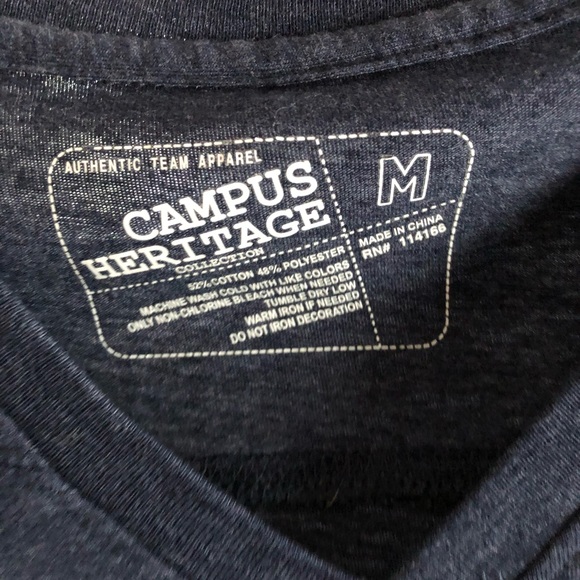 AUTHENTIC TEAM APPAREL
CAMPUS
HERITAGE
COLLECTION
52% COTTON 48% POLYESTER
MACHINE WASH COLD WITH LIKE COLORS
ONLY NON-CHLORINE BLEACH WHEN NEEDED
TUMBLE DRY LOW
WARM IRON IF NEEDED
DO NOT IRON DECORATION
M
MADE IN CHINA
RN# 114166